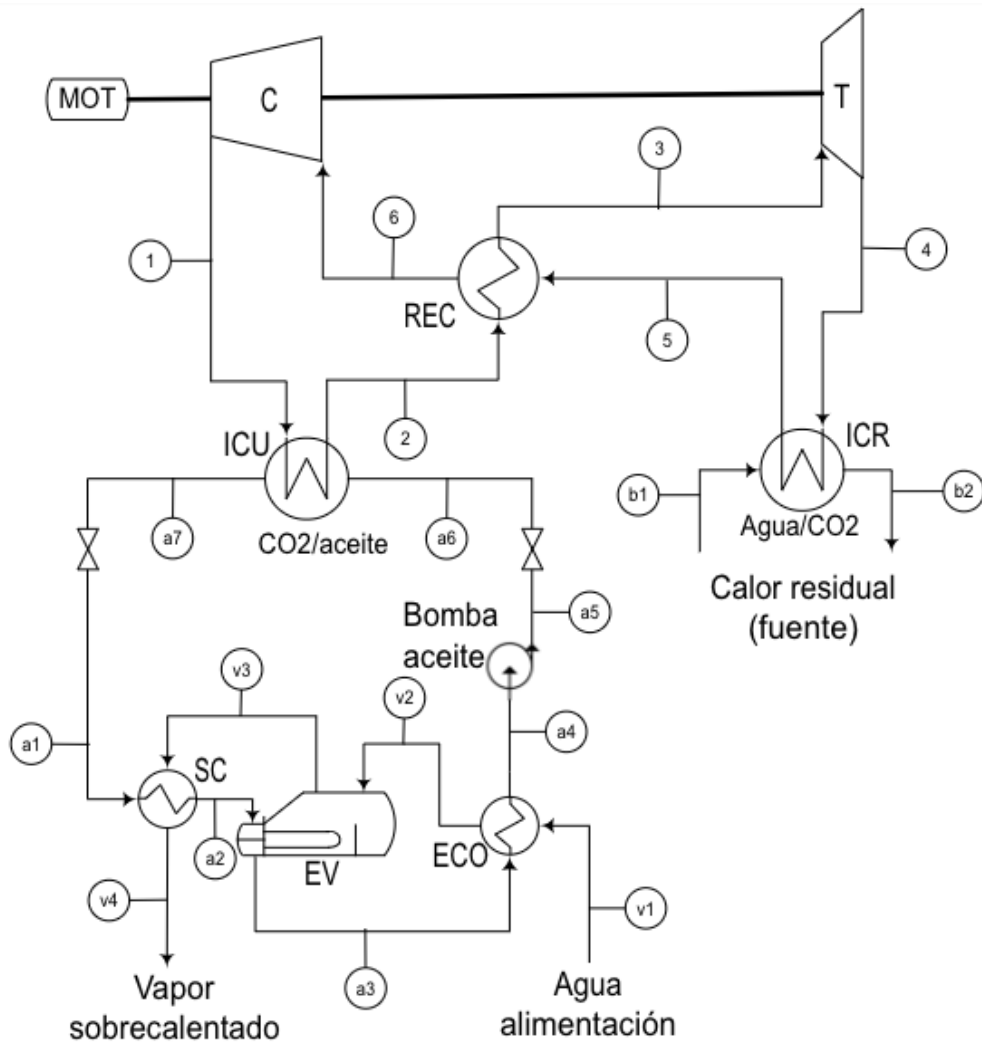 MOT
C
T
3
6
1
4
REC
5
2
ICU
ICR
b1
b2
a7
CO2/aceite
a6
Agua/CO2
Calor residual
(fuente)
Bomba
aceite
a5
v3
v2
a1
a4
SC
a2
EV
ECO
v4
v1
a3
Vapor
sobrecalentado
Agua
alimentación